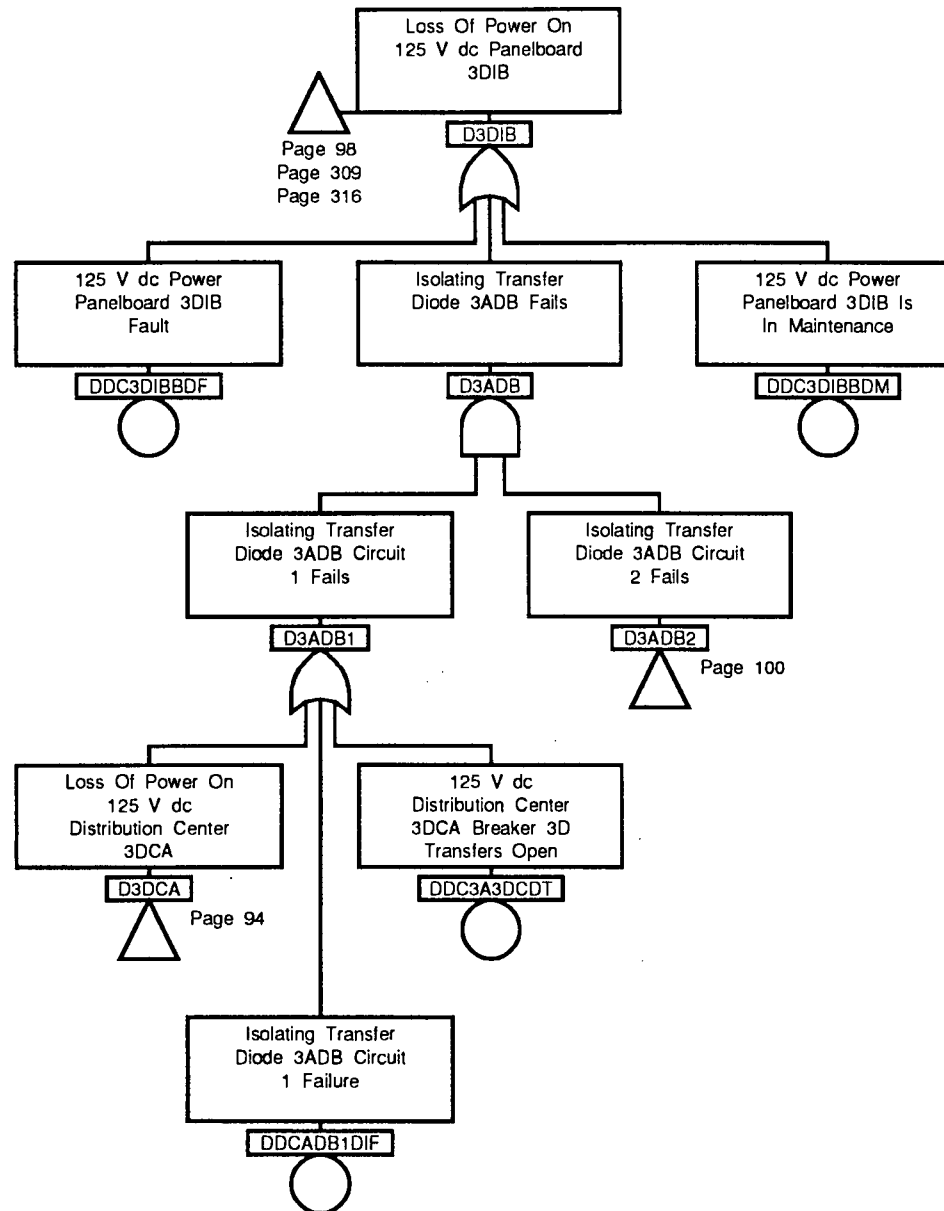 Loss Of Power On
125 V dc Panelboard
3DIB
D3DIB
Page 98
Page 309
Page 316
125 V dc Power
Panelboard 3DIB
Fault
DDC3DIBBDF
Isolating Transfer
Diode 3ADB Fails
D3ADB
125 V dc Power
Panelboard 3DIB Is
In Maintenance
DDC3DIBBDM
Isolating Transfer
Diode 3ADB Circuit
1 Fails
D3ADB1
Isolating Transfer
Diode 3ADB Circuit
2 Fails
D3ADB2
Page 100
Loss Of Power On
125 V dc
Distribution Center
3DCA
D3DCA
Page 94
125 V dc
Distribution Center
3DCA Breaker 3D
Transfers Open
DDC3A3DCDT
Isolating Transfer
Diode 3ADB Circuit
1 Failure
DDCADB1DIF